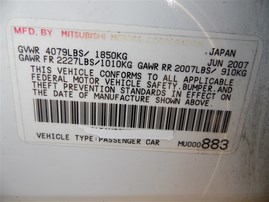 MFD. BY MITSUBISHI MOTORS CORPORATION JAPAN
GVWR 4079LBS/ 1850KG JUN 2007
GAWR FR 2227LBS/1010KG GAWR RR 2007LBS/ 910KG
THIS VEHICLE CONFORMS TO ALL APPLICABLE
FEDERAL MOTOR VEHICLE SAFETY, BUMPER, AND
THEFT PREVENTION STANDARDS IN EFFECT ON
THE DATE OF MANUFACTURE SHOWN ABOVE.
VEHICLE TYPE: PASSENGER CAR MU000883